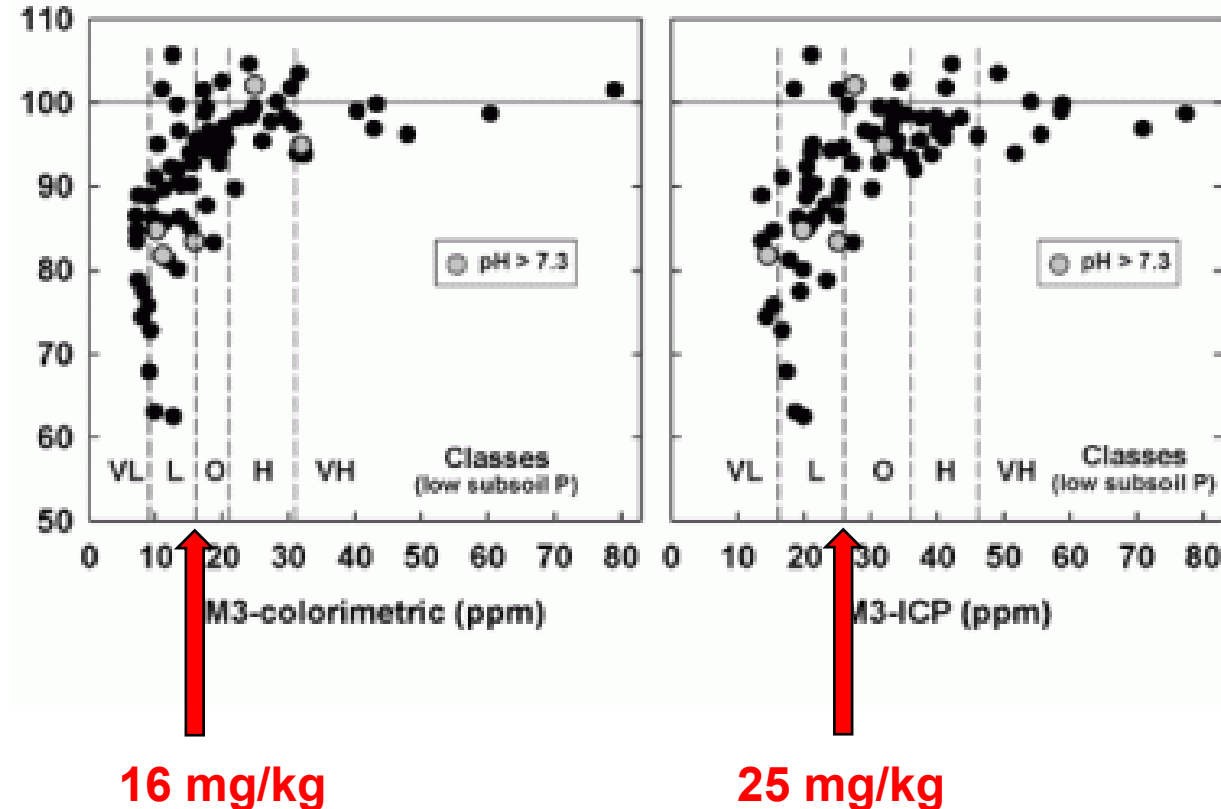 110
100
90
80
70
60
50
pH > 7.3
pH > 7.3
VL L O H VH
Classes
(low subsoil P)
VL L O H VH
Classes
(low subsoil P)
0 10 20 30 40 50 60 70 80
0 10 20 30 40 50 60 70 80
M3-colorimetric (ppm)
M3-ICP (ppm)
16 mg/kg
25 mg/kg